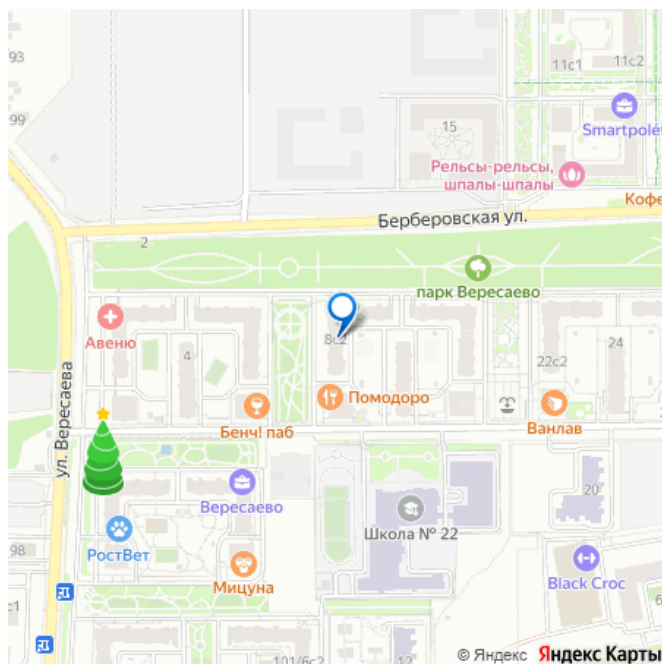 93
11с1
11с2
99
15
Smartpolet
Рельсы-рельсы,
шпалы-шпалы
Кофе
Берберовская ул.
2
парк Вересаево
Авеню
8с2
4
24
22с2
ул. Вересаева
Помодоро
Бенч! паб
Ванлав
Вересаево
20
Школа № 22
РостВет
98
Мицуна
Black Croc
с1
6
101/6с2
12
© Яндекс Яндекс Карты